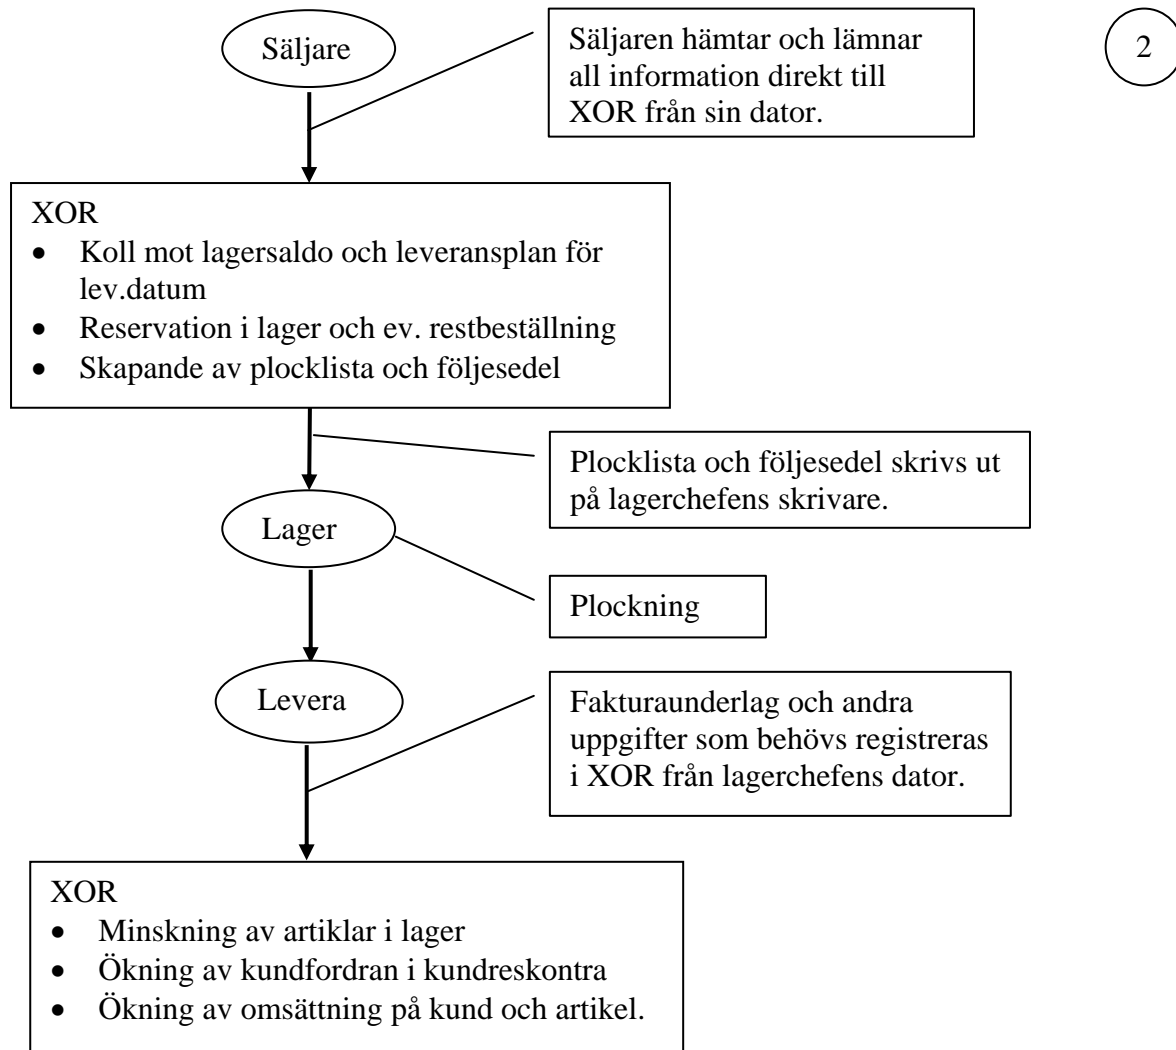 Säljare
Säljaren hämtar och lämnar
all information direkt till
XOR från sin dator.
2
XOR
• Koll mot lagersaldo och leveransplan för
lev.datum
• Reservation i lager och ev. restbeställning
• Skapande av plocklista och följesedel
Plocklista och följesedel skrivs ut
på lagerchefens skrivare.
Lager
Plockning
Levera
Fakturaunderlag och andra
uppgifter som behövs registreras
i XOR från lagerchefens dator.
XOR
• Minskning av artiklar i lager
• Ökning av kundfordran i kundreskontra
• Ökning av omsättning på kund och artikel.